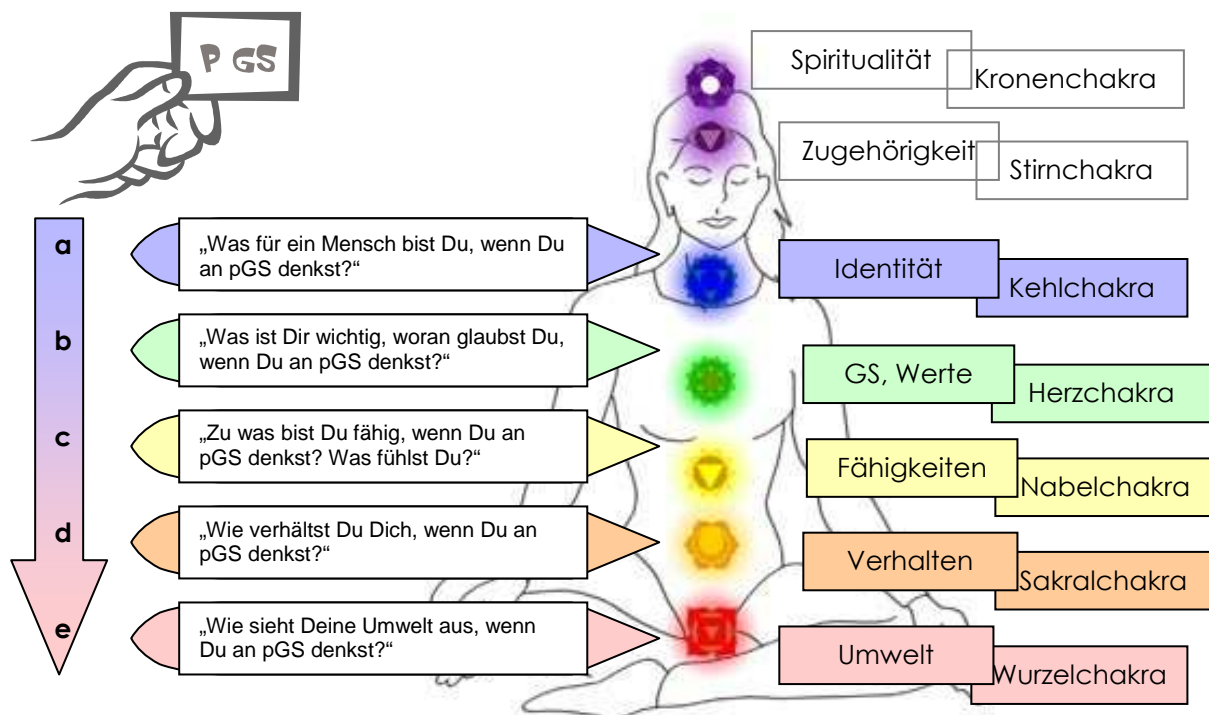 P GS
Spiritualität
Kronenchakra
Zugehörigkeit
Stirnchakra
a
„Was für ein Mensch bist Du, wenn Du
an pGS denkst?“
Identität
Kehlchakra
b
„Was ist Dir wichtig, woran glaubst Du,
wenn Du an pGS denkst?“
GS, Werte
Herzchakra
c
„Zu was bist Du fähig, wenn Du an
pGS denkst? Was fühlst Du?“
Fähigkeiten
Nabelchakra
d
„Wie verhältst Du Dich, wenn Du an
pGS denkst?“
Verhalten
Sakralchakra
e
„Wie sieht Deine Umwelt aus, wenn
Du an pGS denkst?“
Umwelt
Wurzelchakra